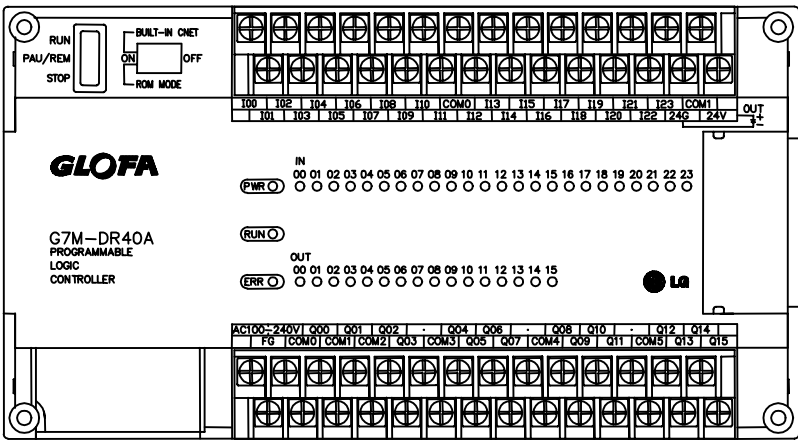 RUN
PAU/REM
STOP
BUILT-IN CNET
ON OFF
ROM MODE
I00 I02 I04 I06 I08 I10 COM0 I13 I15 I17 I19 I21 I23 COM1
I01 I03 I05 I07 I09 I11 I12 I14 I16 I18 I20 I22 24G 24V
OUT
+
-
GLOFA
IN
00 01 02 03 04 05 06 07 08 09 10 11 12 13 14 15 16 17 18 19 20 21 22 23
PWR
G7M-DR40A
PROGRAMMABLE
LOGIC
CONTROLLER
RUN
OUT
00 01 02 03 04 05 06 07 08 09 10 11 12 13 14 15
ERR
LG
AC100-240V Q00 Q01 Q02 · Q04 Q06 · Q08 Q10 · Q12 Q14
FG COM0 COM1 COM2 Q03 COM3 Q05 Q07 COM4 Q09 Q11 COM5 Q13 Q15